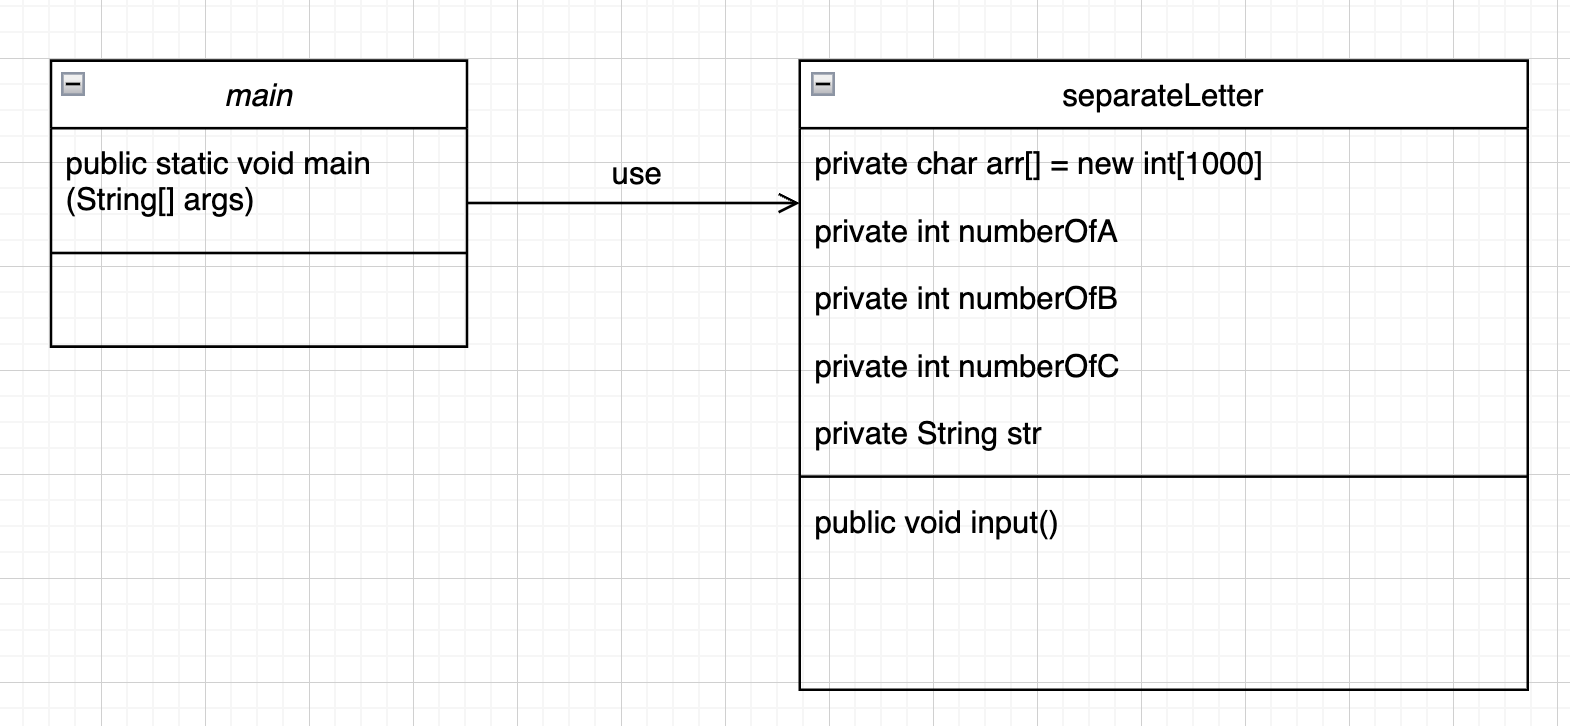 main
public static void main
(String[] args)
use
separateLetter
private char arr[] = new int[1000]
private int numberOfA
private int numberOfB
private int numberOfC
private String str
public void input()